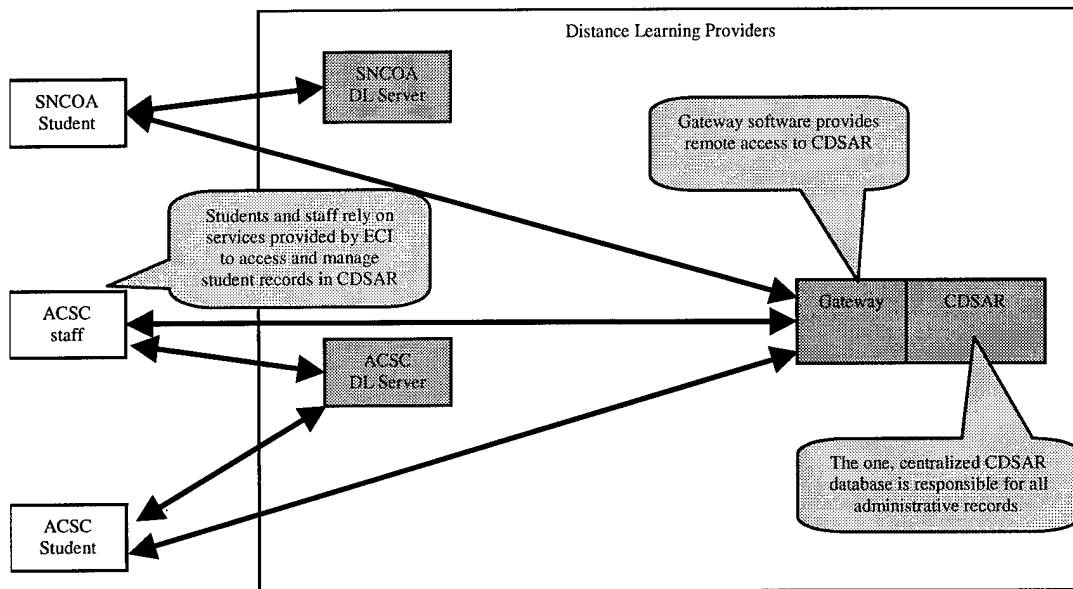 Distance Learning Providers
SNCOA
DL Server
SNCOA
Student
Gateway software provides
remote access to CDSAR
Students and staff rely on
services provided by ECI
to access and manage
student records in CDSAR
Gateway
CDSAR
ACSC
staff
ACSC
DL Server
The one, centralized CDSAR
database is responsible for all
administrative records.
ACSC
Student